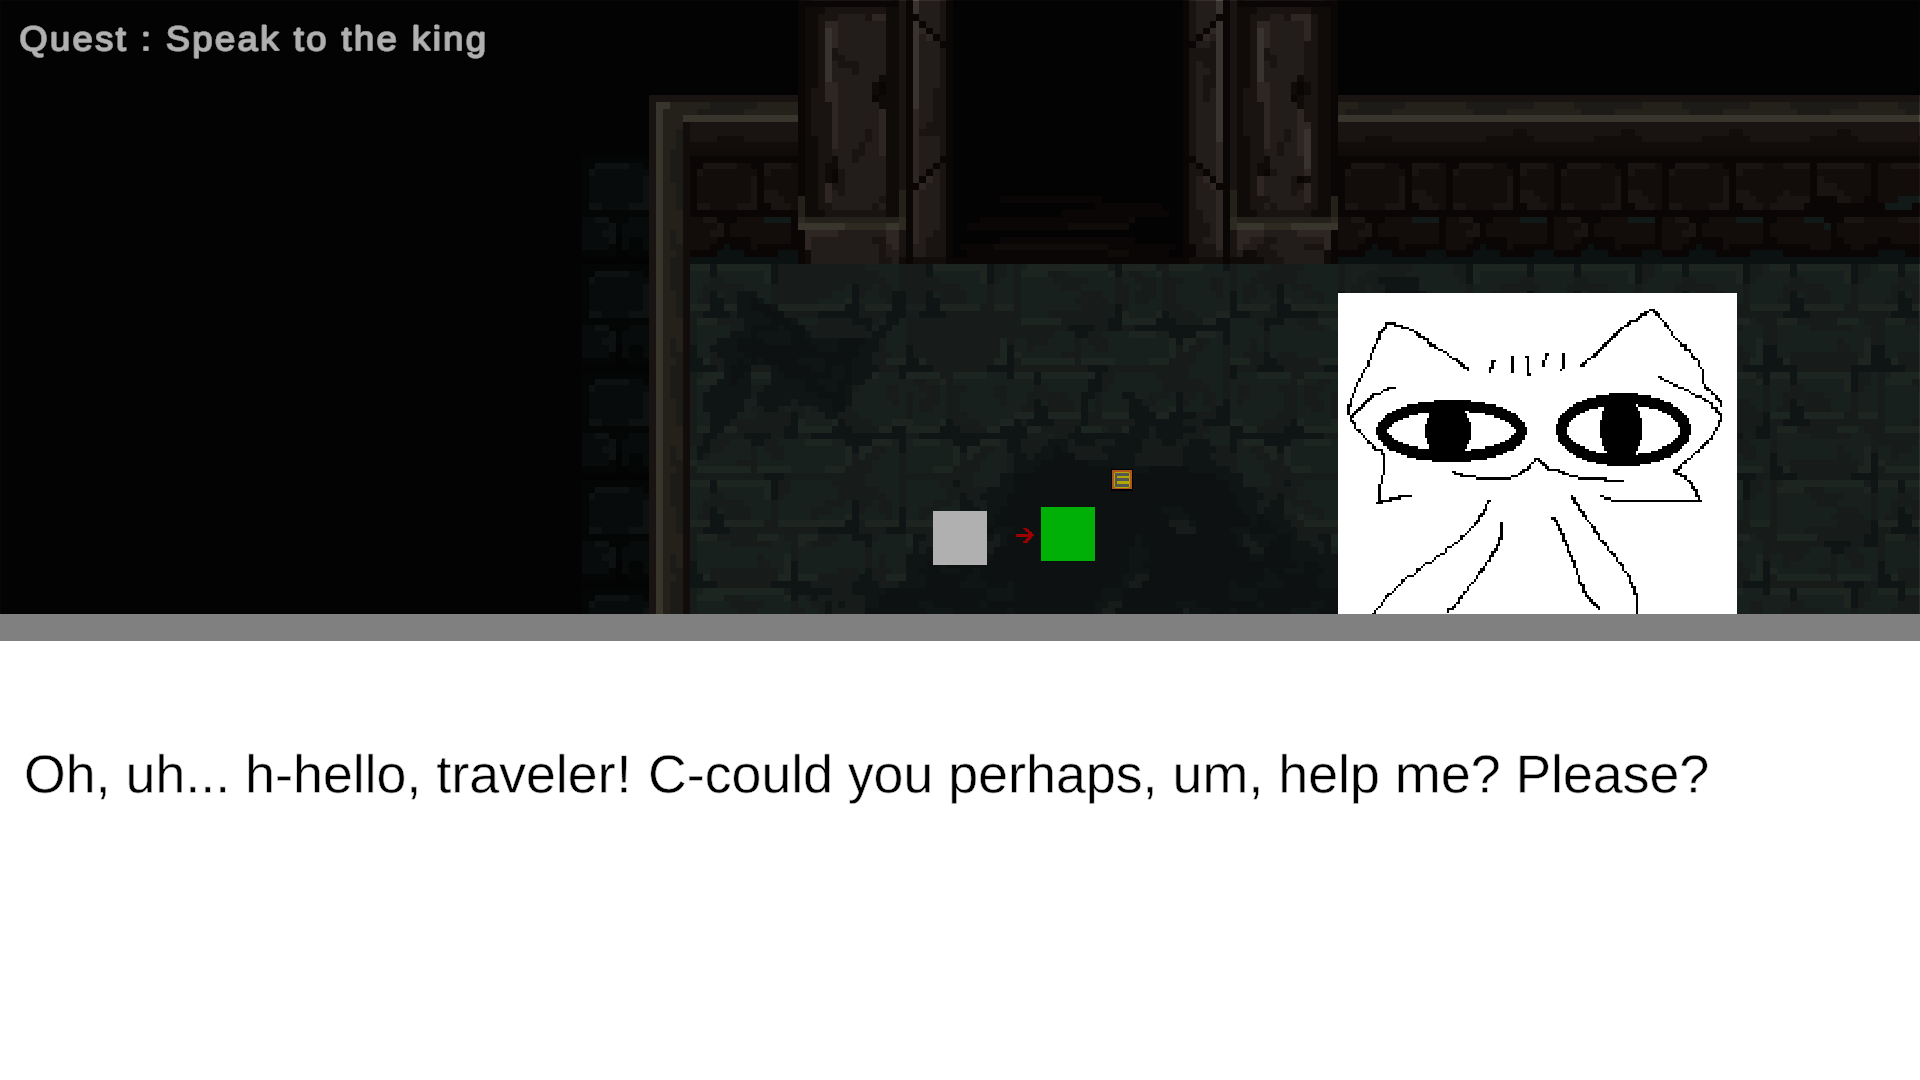 Quest : Speak to the king
Oh, uh... h-hello, traveler! C-could you perhaps, um, help me? Please?